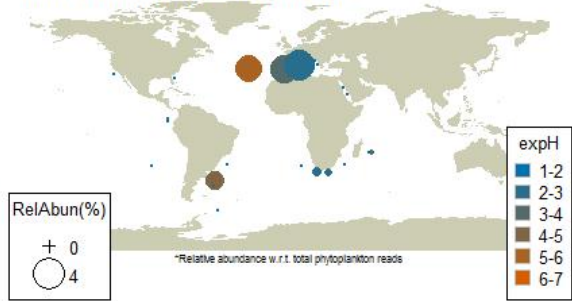 expH
1-2
2-3
3-4
4-5
5-6
6-7
RelAbun(%)
0
4
*Relative abundance w.r.t. total phytoplankton reads